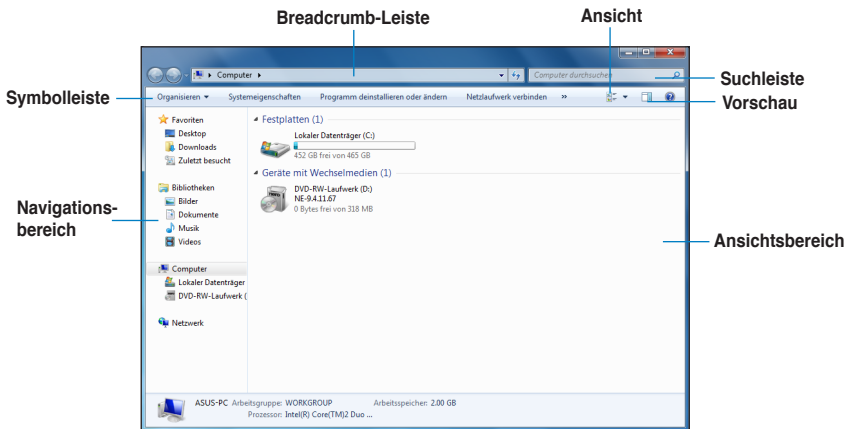 Breadcrumb-Leiste
Ansicht
Computer
Computer durchsuchen
Suchleiste
Symbolleiste
Organisieren
Systemeigenschaften
Programm deinstallieren oder ändern
Netzlaufwerk verbinden
»
Vorschau
Favoriten
Desktop
Downloads
Zuletzt besucht
Bibliotheken
Bilder
Dokumente
Musik
Videos
Computer
Lokaler Datenträger
DVD-RW-Laufwerk (
Netzwerk
Navigations-
bereich
Festplatten (1)
Lokaler Datenträger (C:)
452 GB frei von 465 GB
Geräte mit Wechselmedien (1)
DVD-RW-Laufwerk (D:)
NE-9.4.11.67
0 Bytes frei von 318 MB
Ansichtsbereich
ASUS-PC Arbeitsgruppe: WORKGROUP Arbeitsspeicher: 2.00 GB
Prozessor: Intel(R) Core(TM)2 Duo ...